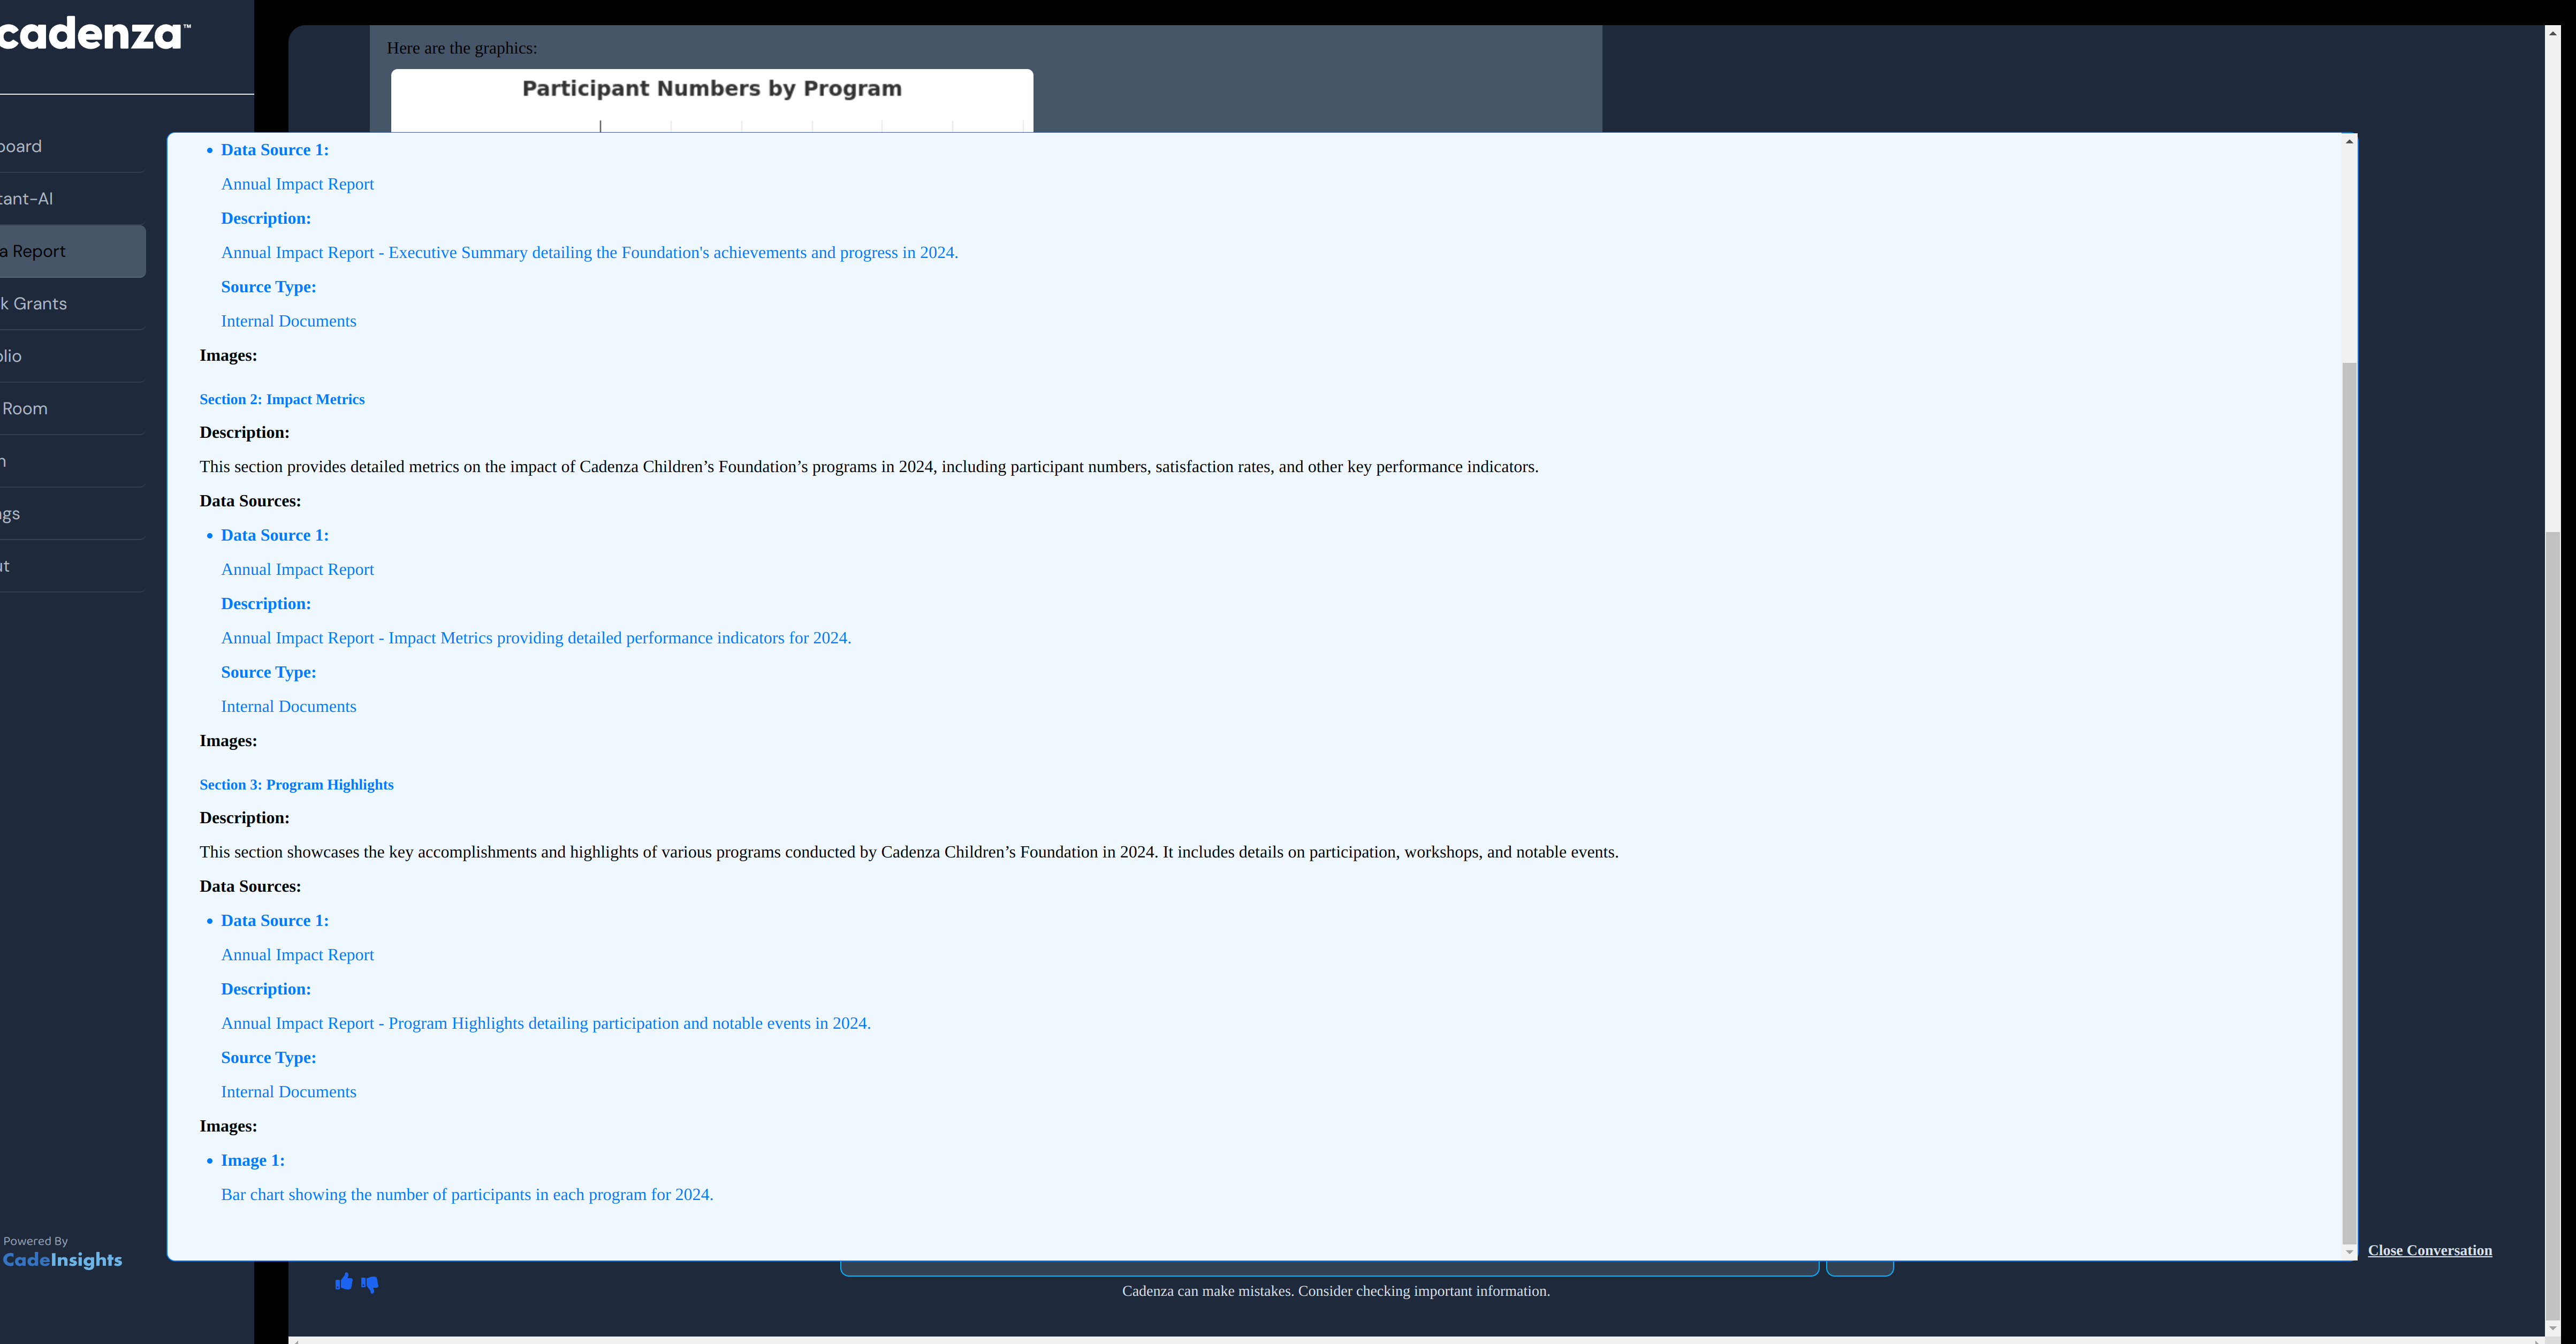 cadenza™
board
tant-AI
a Report
k Grants
olio
Room
n
ngs
ut
Powered By
CadeInsights
Here are the graphics:
Participant Numbers by Program
• Data Source 1:
Annual Impact Report
Description:
Annual Impact Report - Executive Summary detailing the Foundation's achievements and progress in 2024.
Source Type:
Internal Documents
Images:
Section 2: Impact Metrics
Description:
This section provides detailed metrics on the impact of Cadenza Children’s Foundation’s programs in 2024, including participant numbers, satisfaction rates, and other key performance indicators.
Data Sources:
• Data Source 1:
Annual Impact Report
Description:
Annual Impact Report - Impact Metrics providing detailed performance indicators for 2024.
Source Type:
Internal Documents
Images:
Section 3: Program Highlights
Description:
This section showcases the key accomplishments and highlights of various programs conducted by Cadenza Children’s Foundation in 2024. It includes details on participation, workshops, and notable events.
Data Sources:
• Data Source 1:
Annual Impact Report
Description:
Annual Impact Report - Program Highlights detailing participation and notable events in 2024.
Source Type:
Internal Documents
Images:
• Image 1:
Bar chart showing the number of participants in each program for 2024.
Close Conversation
Cadenza can make mistakes. Consider checking important information.